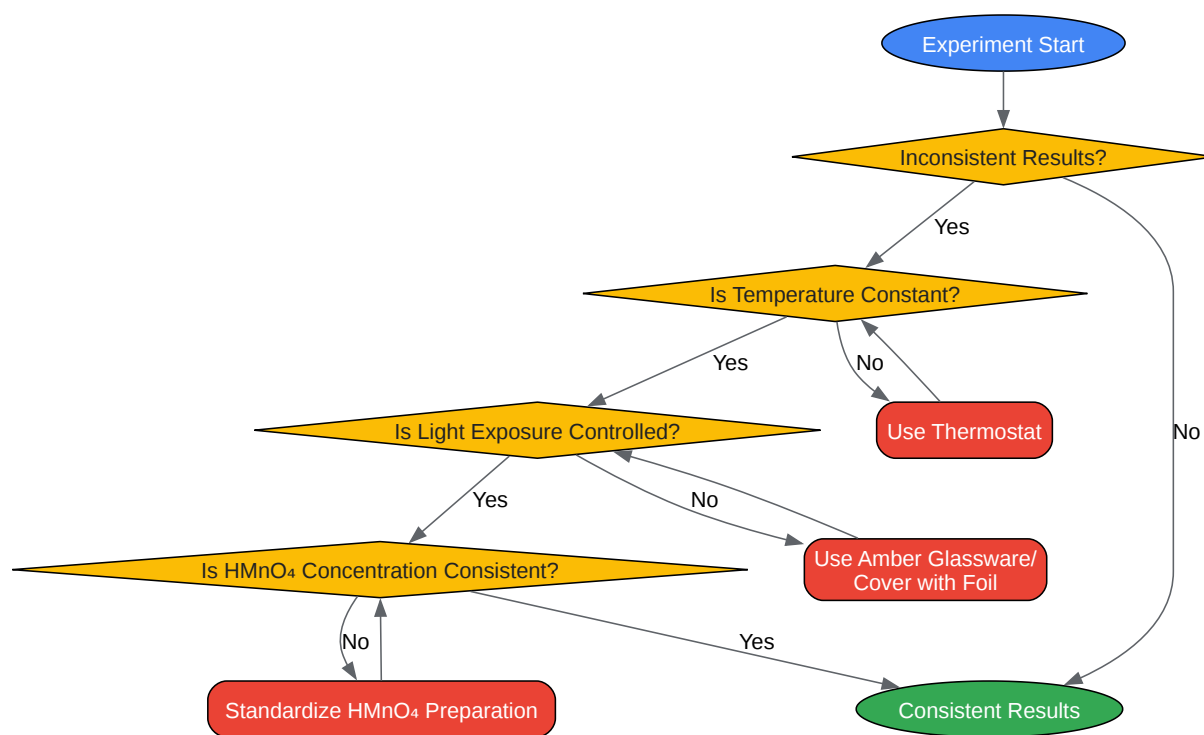 Experiment Start
Inconsistent Results?
Yes
Is Temperature Constant?
Yes
No
Use Thermostat
No
Is Light Exposure Controlled?
Yes
No
Use Amber Glassware/
Cover with Foil
Is HMnO₄ Concentration Consistent?
No
Yes
Standardize HMnO₄ Preparation
Consistent Results